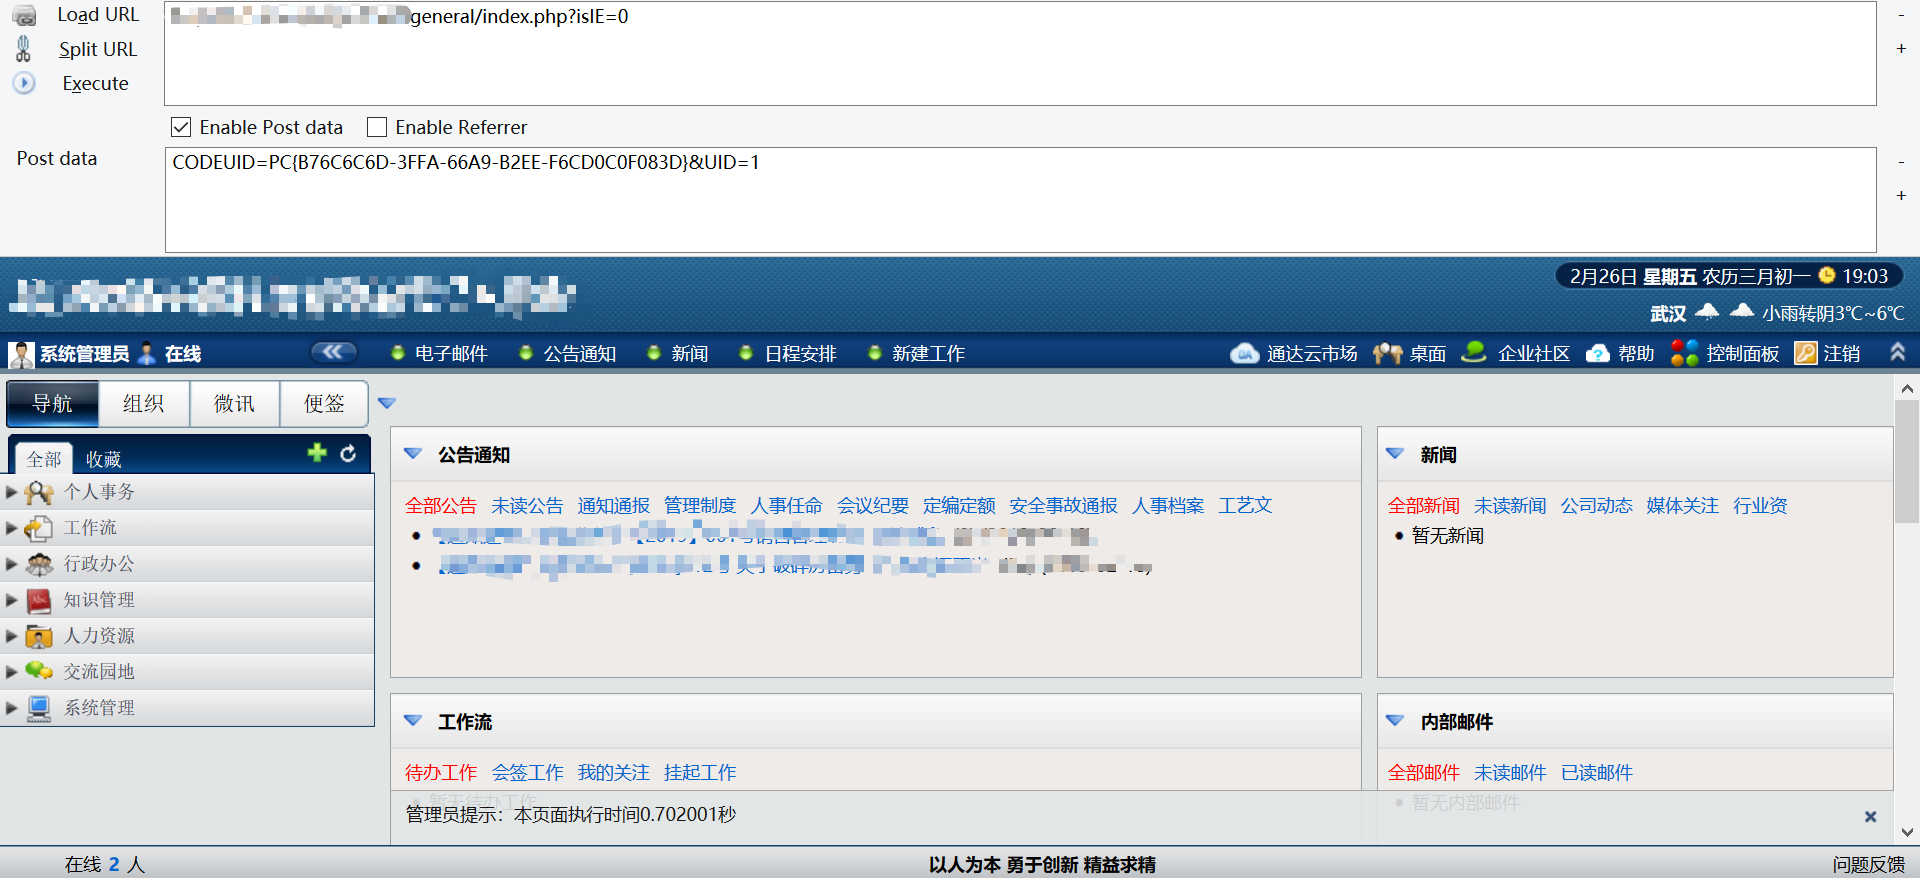 Load URL
general/index.php?isIE=0
Split URL
Execute
Enable Post data Enable Referrer
Post data
CODEUID=PC{B76C6C6D-3FFA-66A9-B2EE-F6CD0C0F083D}&UID=1
2月26日 星期五 农历三月初一 19:03
武汉 小雨转阴3℃~6℃
系统管理员 在线 电子邮件 公告通知 新闻 日程安排 新建工作 通达云市场 桌面 企业社区 帮助 控制面板 注销
导航 组织 微讯 便签
全部 收藏
个人事务
工作流
行政办公
知识管理
人力资源
交流园地
系统管理
公告通知
全部公告 未读公告 通知通报 管理制度 人事任命 会议纪要 定编定额 安全事故通报 人事档案 工艺文
新闻
全部新闻 未读新闻 公司动态 媒体关注 行业资
暂无新闻
工作流
待办工作 会签工作 我的关注 挂起工作
暂无待办工作
内部邮件
全部邮件 未读邮件 已读邮件
暂无内部邮件
管理员提示：本页面执行时间0.702001秒
在线 2 人
以人为本 勇于创新 精益求精
问题反馈